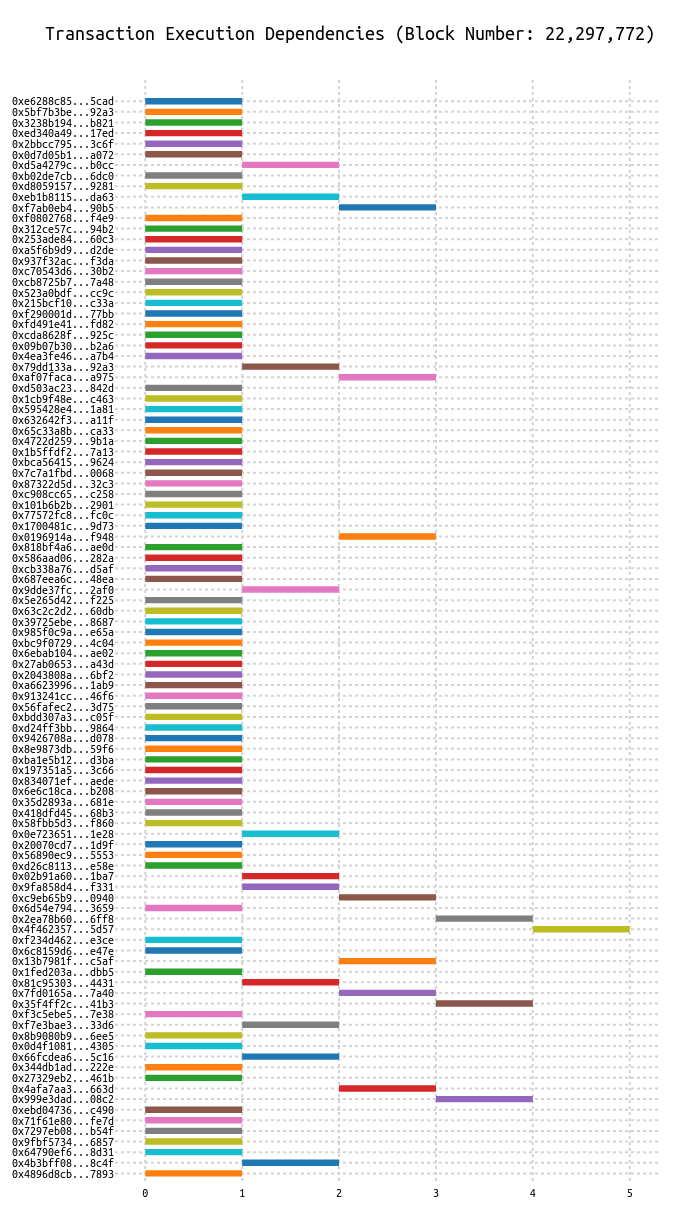 Transaction Execution Dependencies (Block Number: 22,297,772)
0xe6288c85...5cad
0x5bf7b3be...92a3
0x3238b194...b821
0xed340a49...17ed
0x2bbcc795...3c6f
0x0d7d05b1...a072
0xd5a4279c...b0cc
0xb02de7cb...6dc0
0xd8059157...9281
0xeb1b8115...da63
0xf7ab0eb4...90b5
0xf0802768...f4e9
0x312ce57c...94b2
0x253ade84...60c3
0xa5f6b9d9...d2de
0x937f32ac...f3da
0xc70543d6...30b2
0xcb8725b7...7a48
0x523a0bdf...cc9c
0x215bcf10...c33a
0xf290001d...77bb
0xfd491e41...fd82
0xcda8628f...925c
0x09b07b30...b2a6
0x4ea3fe46...a7b4
0x79dd133a...92a3
0xaf07faca...a975
0xd503ac23...842d
0x1cb9f48e...c463
0x595428e4...1a81
0x632642f3...a11f
0x65c33a8b...ca33
0x4722d259...9b1a
0x1b5ffdf2...7a13
0xbca56415...9624
0x7c7a1fbd...0068
0x87322d5d...32c3
0xc908cc65...c258
0x101b6b2b...2901
0x77572fc8...fc0c
0x1700481c...9d73
0x0196914a...f948
0x818bf4a6...ae0d
0x586aad06...282a
0xcb338a76...d5af
0x687eea6c...48ea
0x9dde37fc...2af0
0x5e265d42...f225
0x63c2c2d2...60db
0x39725ebe...8687
0x985f0c9a...e65a
0xbc9f0729...4c04
0x6ebab104...ae02
0x27ab0653...a43d
0x2043808a...6bf2
0xa6623996...1ab9
0x913241cc...46f6
0x56fafec2...3d75
0xbdd307a3...c05f
0xd24ff3bb...9864
0x9426708a...d078
0x8e9873db...59f6
0xba1e5b12...d3ba
0x197351a5...3c66
0x834071ef...aede
0x6e6c18ca...b208
0x35d2893a...681e
0x418dfd45...68b3
0x58fbb5d3...f860
0x0e723651...1e28
0x20070cd7...1d9f
0x56890ec9...5553
0xd26c8113...e58e
0x02b91a60...1ba7
0x9fa858d4...f331
0xc9eb65b9...0940
0x6d54e794...3659
0x2ea78b60...6ff8
0x4f462357...5d57
0xf234d462...e3ce
0x6c8159d6...e47e
0x13b7981f...c5af
0x1fed203a...dbb5
0x81c95303...4431
0x7fd0165a...7a40
0x35f4ff2c...41b3
0xf3c5ebe5...7e38
0xf7e3bae3...33d6
0x8b9080b9...6ee5
0x0d4f1081...4305
0x66fcdea6...5c16
0x344db1ad...222e
0x27329eb2...461b
0x4afa7aa3...663d
0x999e3dad...08c2
0xebd04736...c490
0x71f61e80...fe7d
0x7297eb08...b54f
0x9fbf5734...6857
0x64790ef6...8d31
0x4b3bff08...8c4f
0x4896d8cb...7893
0 1 2 3 4 5